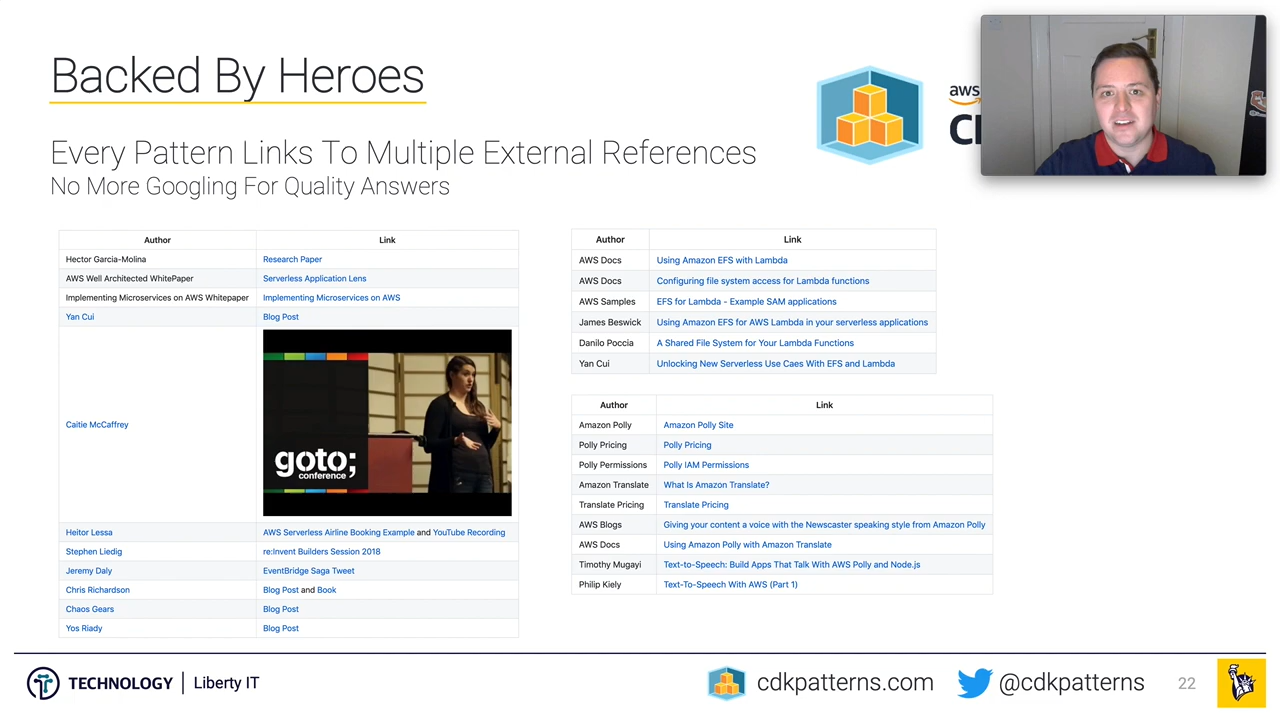 Backed By Heroes
aws
Every Pattern Links To Multiple External References
No More Googling For Quality Answers
Author Link
Hector Garcia-Molina Research Paper
AWS Well Architected WhitePaper Serverless Application Lens
Implementing Microservices on AWS Whitepaper Implementing Microservices on AWS
Yan Cui Blog Post
Caitie McCaffrey
goto;
conference
Heitor Lessa AWS Serverless Airline Booking Example and YouTube Recording
Stephen Liedig re:Invent Builders Session 2018
Jeremy Daly EventBridge Saga Tweet
Chris Richardson Blog Post and Book
Chaos Gears Blog Post
Yos Riady Blog Post
Author Link
AWS Docs Using Amazon EFS with Lambda
AWS Docs Configuring file system access for Lambda functions
AWS Samples EFS for Lambda - Example SAM applications
James Beswick Using Amazon EFS for AWS Lambda in your serverless applications
Danilo Poccia A Shared File System for Your Lambda Functions
Yan Cui Unlocking New Serverless Use Caes With EFS and Lambda
Author Link
Amazon Polly Amazon Polly Site
Polly Pricing Polly Pricing
Polly Permissions Polly IAM Permissions
Amazon Translate What Is Amazon Translate?
Translate Pricing Translate Pricing
AWS Blogs Giving your content a voice with the Newscaster speaking style from Amazon Polly
AWS Docs Using Amazon Polly with Amazon Translate
Timothy Mugayi Text-to-Speech: Build Apps That Talk With AWS Polly and Node.js
Philip Kiely Text-To-Speech With AWS (Part 1)
TECHNOLOGY | Liberty IT
cdkpatterns.com
@cdkpatterns
22